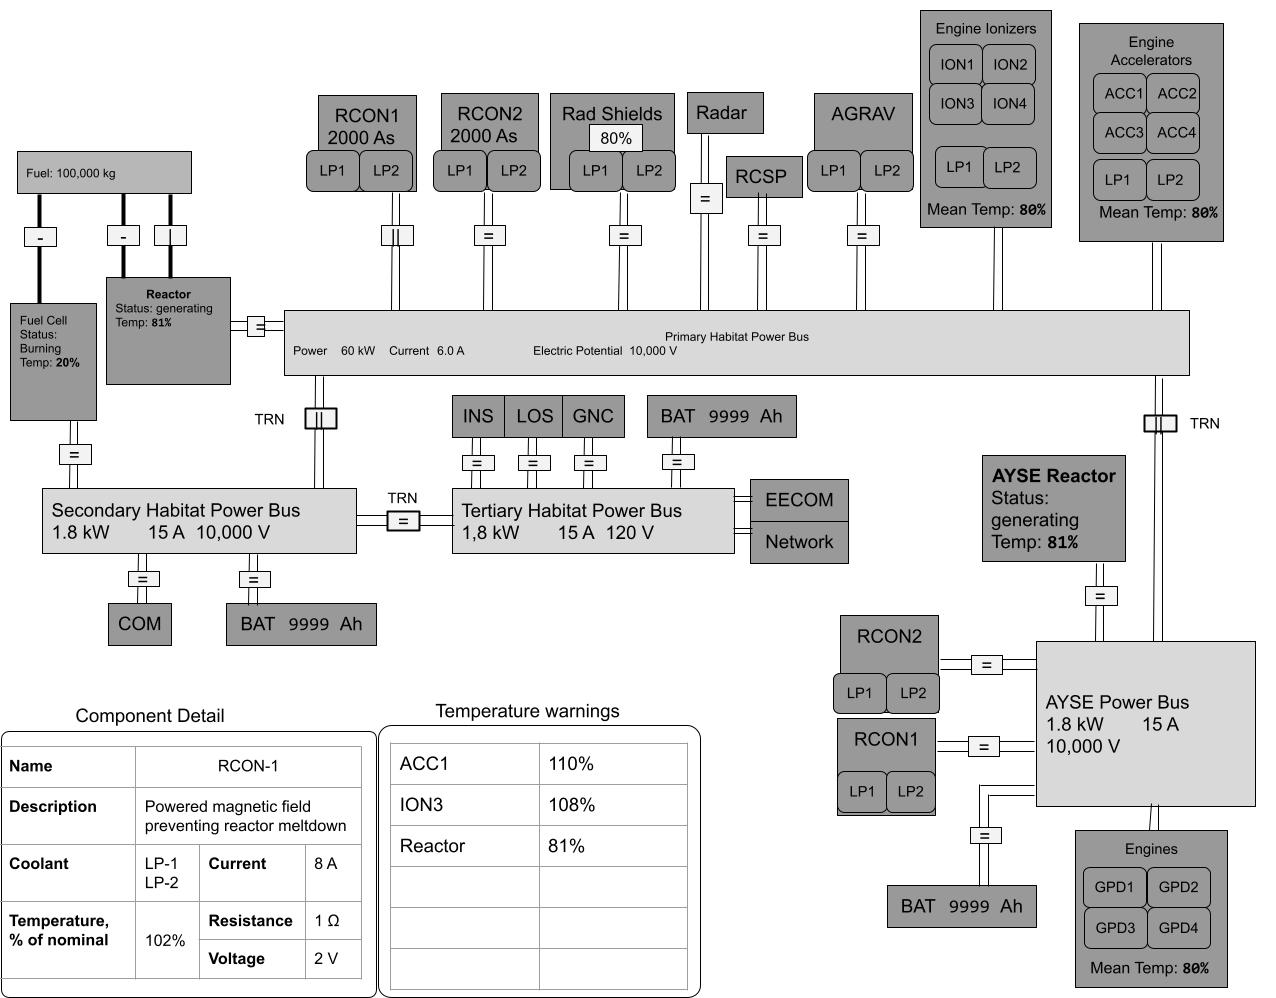 Engine Ionizers
ION1 ION2
ION3 ION4
LP1 LP2
Mean Temp: 80%
Engine
Accelerators
ACC1 ACC2
ACC3 ACC4
LP1 LP2
Mean Temp: 80%
RCON1
2000 As
LP1 LP2
RCON2
2000 As
LP1 LP2
Rad Shields
80%
LP1 LP2
Radar
RCSP
AGRAV
LP1 LP2
Fuel: 100,000 kg
- - |
= || = = = = =
Reactor
Status: generating
Temp: 81%
=
Fuel Cell
Status:
Burning
Temp: 20%
Primary Habitat Power Bus
Power 60 kW Current 6.0 A Electric Potential 10,000 V
TRN ||
|| TRN
=
INS LOS GNC
BAT 9999 Ah
= = = =
Secondary Habitat Power Bus
1.8 kW 15 A 10,000 V
TRN
=
Tertiary Habitat Power Bus
1,8 kW 15 A 120 V
EECOM
Network
= =
COM
BAT 9999 Ah
AYSE Reactor
Status:
generating
Temp: 81%
=
RCON2
LP1 LP2
=
RCON1
LP1 LP2
=
AYSE Power Bus
1.8 kW 15 A
10,000 V
=
BAT 9999 Ah
Engines
GPD1 GPD2
GPD3 GPD4
Mean Temp: 80%
Component Detail
Name RCON-1
Description Powered magnetic field
preventing reactor meltdown
Coolant LP-1
LP-2
Current 8 A
Temperature,
% of nominal
102%
Resistance 1 Ω
Voltage 2 V
Temperature warnings
ACC1 110%
ION3 108%
Reactor 81%